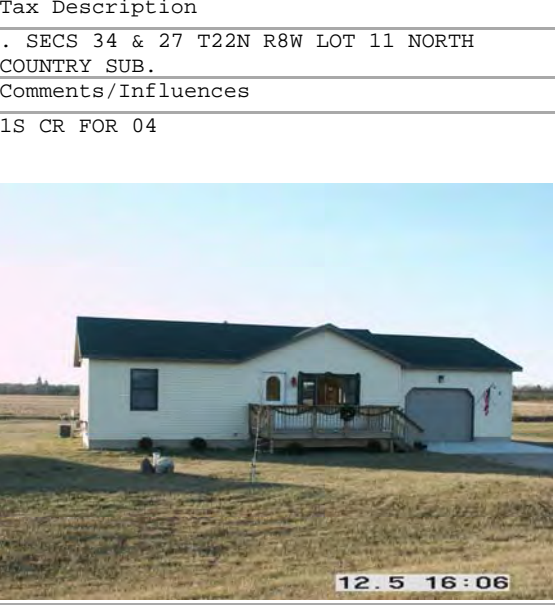 Tax Description
. SECS 34 & 27 T22N R8W LOT 11 NORTH
COUNTRY SUB.
Comments/Influences
1S CR FOR 04
12.5 16:06